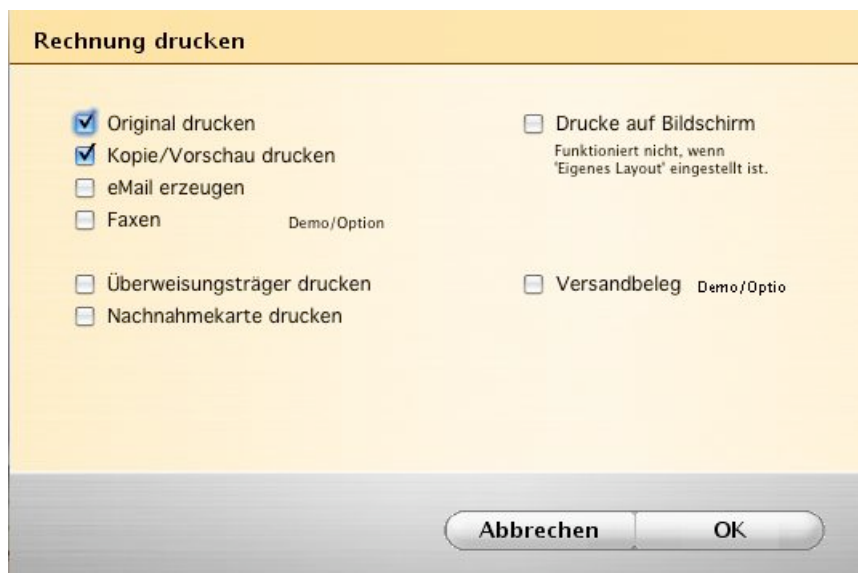 Rechnung drucken
Original drucken
Kopie/Vorschau drucken
eMail erzeugen
Faxen Demo/Option
Drucke auf Bildschirm
Funktioniert nicht, wenn
'Eigenes Layout' eingestellt ist.
Überweisungsträger drucken
Nachnahmekarte drucken
Versandbeleg Demo/Optio
Abbrechen OK